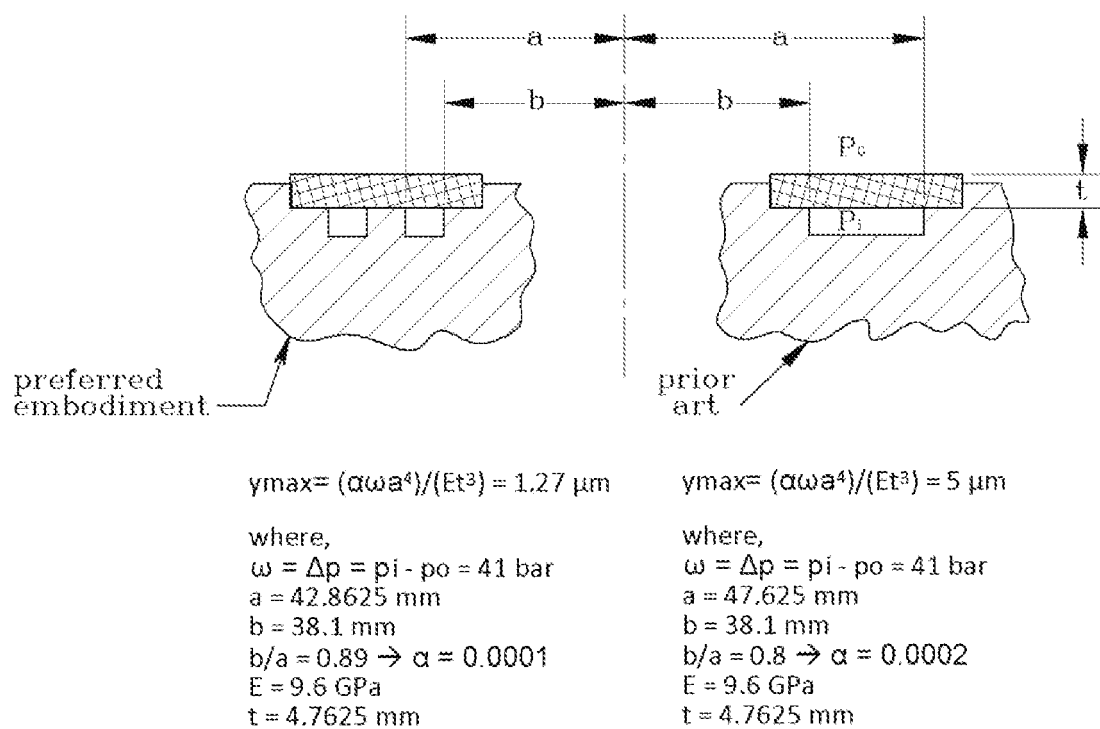 a a
b b
Pₒ
t
Pᵢ
preferred
embodiment
prior
art
ymax= (αωa⁴)/(Et³) = 1.27 μm
where,
ω = Δp = pi - po = 41 bar
a = 42.8625 mm
b = 38.1 mm
b/a = 0.89 → α = 0.0001
E = 9.6 GPa
t = 4.7625 mm
ymax= (αωa⁴)/(Et³) = 5 μm
where,
ω = Δp = pi - po = 41 bar
a = 47.625 mm
b = 38.1 mm
b/a = 0.8 → α = 0.0002
E = 9.6 GPa
t = 4.7625 mm